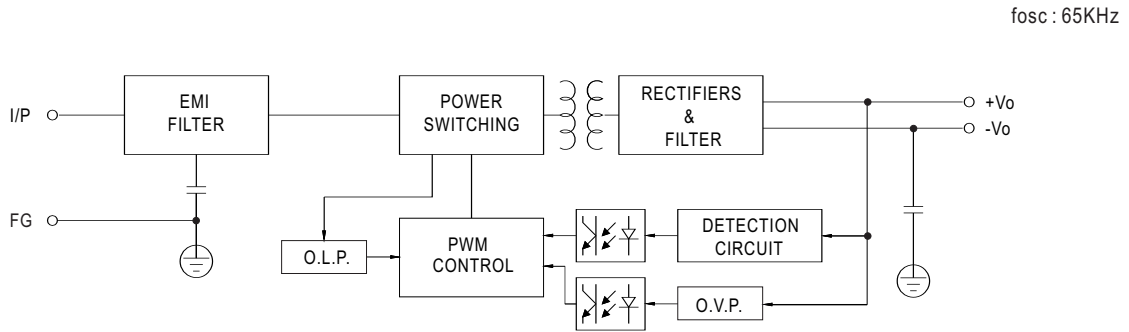 fosc : 65KHz
I/P
EMI
FILTER
POWER
SWITCHING
RECTIFIERS
&
FILTER
+Vo
-Vo
FG
O.L.P.
PWM
CONTROL
DETECTION
CIRCUIT
O.V.P.